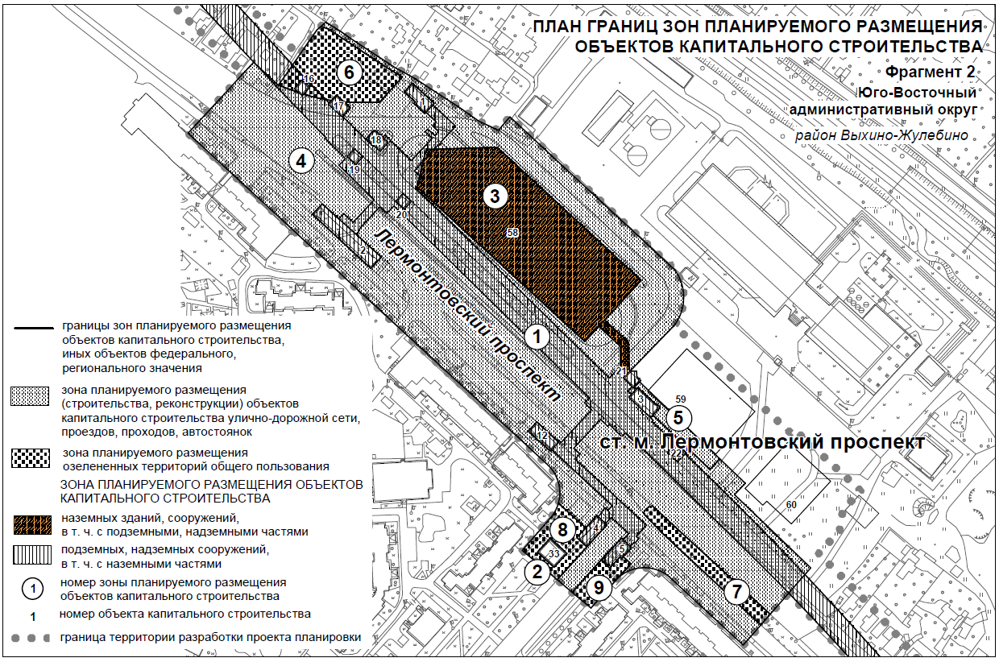 ПЛАН ГРАНИЦ ЗОН ПЛАНИРУЕМОГО РАЗМЕЩЕНИЯ
ОБЪЕКТОВ КАПИТАЛЬНОГО СТРОИТЕЛЬСТВА
Фрагмент 2
Юго-Восточный
административный округ
район Выхино-Жулебино
6
16
17
1
18
4
19
3
20
58
2
Лермонтовский проспект
1
21
3
59
5
12
ст. м. Лермонтовский проспект
22
60
4
8
33
5
2
9
7
границы зон планируемого размещения
объектов капитального строительства,
иных объектов федерального,
регионального значения
зона планируемого размещения
(строительства, реконструкции) объектов
капитального строительства улично-дорожной сети,
проездов, проходов, автостоянок
зона планируемого размещения
озелененных территорий общего пользования
ЗОНА ПЛАНИРУЕМОГО РАЗМЕЩЕНИЯ ОБЪЕКТОВ
КАПИТАЛЬНОГО СТРОИТЕЛЬСТВА
наземных зданий, сооружений,
в т. ч. с подземными, надземными частями
подземных, надземных сооружений,
в т. ч. с наземными частями
1 номер зоны планируемого размещения
объектов капитального строительства
1 номер объекта капитального строительства
граница территории разработки проекта планировки